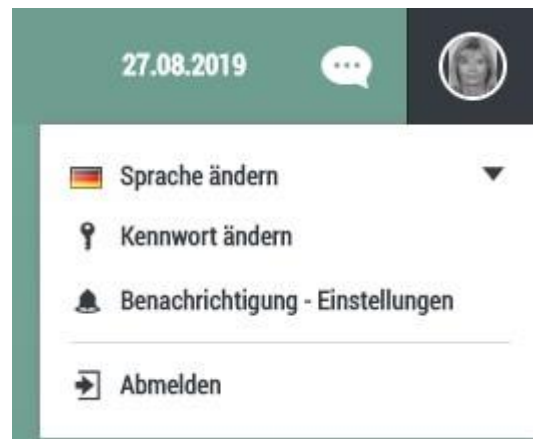 27.08.2019
Sprache ändern
Kennwort ändern
Benachrichtigung - Einstellungen
Abmelden